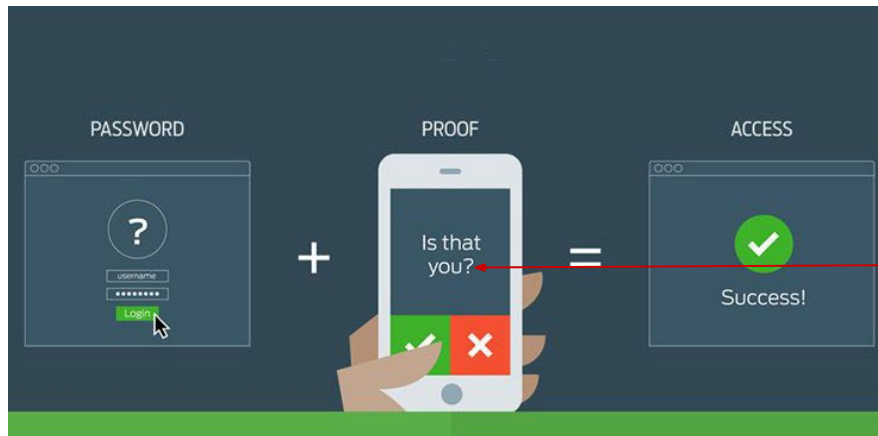 PASSWORD
PROOF
ACCESS
?
username
Login
+
Is that
you?
=
Success!